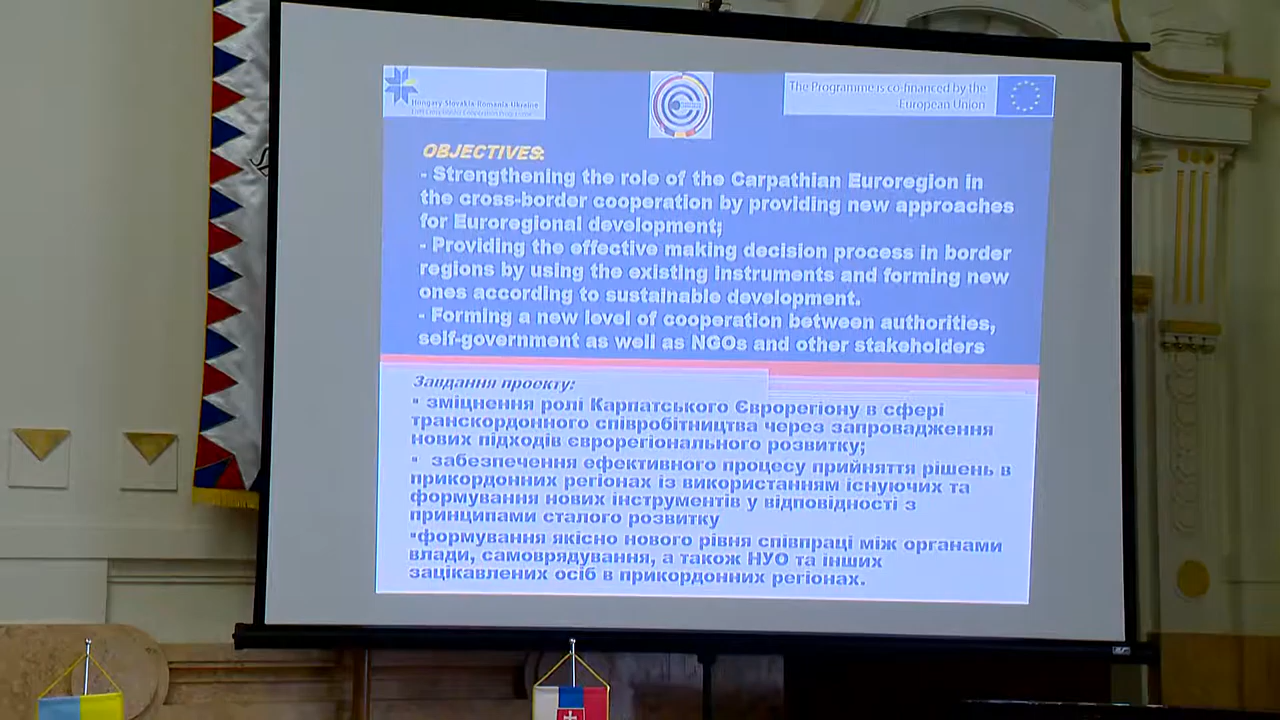 Hungary-Slovakia-Romania-Ukraine
The Programme is co-financed by the
European Union
OBJECTIVES:
- Strengthening the role of the Carpathian Euroregion in
the cross-border cooperation by providing new approaches
for Euroregional development;
- Providing the effective making decision process in border
regions by using the existing instruments and forming new
ones according to sustainable development.
- Forming a new level of cooperation between authorities,
self-government as well as NGOs and other stakeholders
Завдання проекту:
▪ зміцнення ролі Карпатського Єврорегіону в сфері
транскордонного співробітництва через запровадження
нових підходів єврорегіонального розвитку;
▪ забезпечення ефективного процесу прийняття рішень в
прикордонних регіонах із використанням існуючих та
формування нових інструментів у відповідності з
принципами сталого розвитку
▪формування якісно нового рівня співпраці між органами
влади, самоврядування, а також НУО та інших
зацікавлених осіб в прикордонних регіонах.